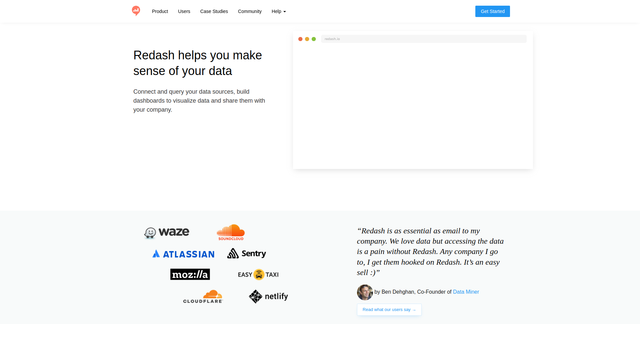 Product Users Case Studies Community Help
Get Started
Redash helps you make
sense of your data
Connect and query your data sources, build
dashboards to visualize data and share them with
your company.
waze
SOUNDCLOUD
ATLASSIAN
Sentry
moz://a
EASY TAXI
CLOUDFLARE
netlify
“Redash is as essential as email to my
company. We love data but accessing the data
is a pain without Redash. Any company I go
to, I get them hooked on Redash. It’s an easy
sell :)”
by Ben Dehghan, Co-Founder of Data Miner
Read what our users say